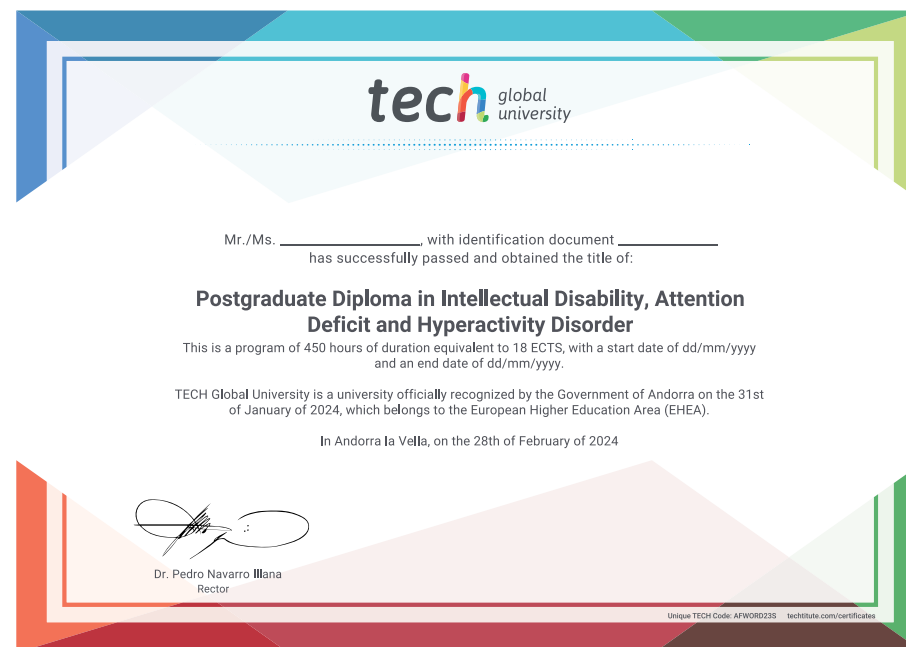 tech global university
Mr./Ms. ____________________, with identification document ______________
has successfully passed and obtained the title of:
Postgraduate Diploma in Intellectual Disability, Attention
Deficit and Hyperactivity Disorder
This is a program of 450 hours of duration equivalent to 18 ECTS, with a start date of dd/mm/yyyy
and an end date of dd/mm/yyyy.
TECH Global University is a university officially recognized by the Government of Andorra on the 31st
of January of 2024, which belongs to the European Higher Education Area (EHEA).
In Andorra la Vella, on the 28th of February of 2024
Dr. Pedro Navarro Illana
Rector
Unique TECH Code: AFWORD23S techtitute.com/certificates